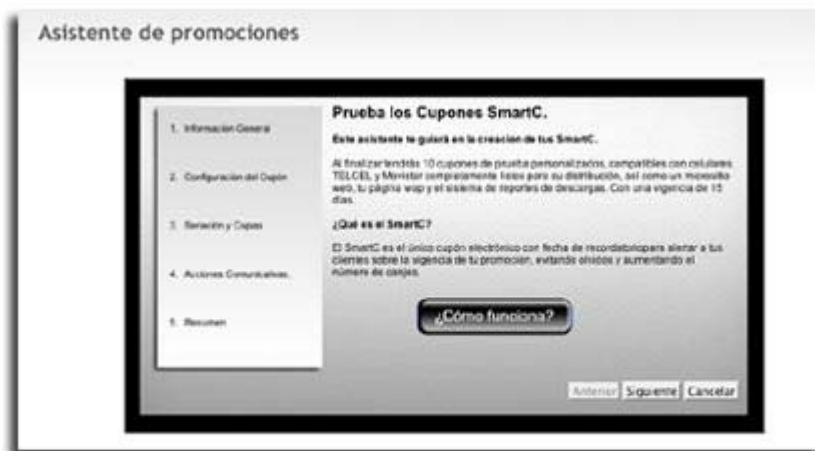 Asistente de promociones
1. Información General
2. Configuración del Cupón
3. y Copias
4. Acciones Comunicativas.
5. Resumen
Prueba los Cupones SmartC.
Este asistente te guiará en la creación de tus SmartC.
Al finalizar tendrás 10 cupones de prueba personalizados, compatibles con celulares
TELCEL y Movistar completamente listos para su distribución, así como un micrositio
web, tu página wap y el sistema de reportes de descargas. Con una vigencia de 15
días.
¿Qué es el SmartC?
El SmartC es el único cupón electrónico con fecha de recordatoriopara alertar a tus
clientes sobre la vigencia de tu promoción, evitando olvidos y aumentando el
número de canjes.
¿Cómo funciona?
Anterior Siguiente Cancelar